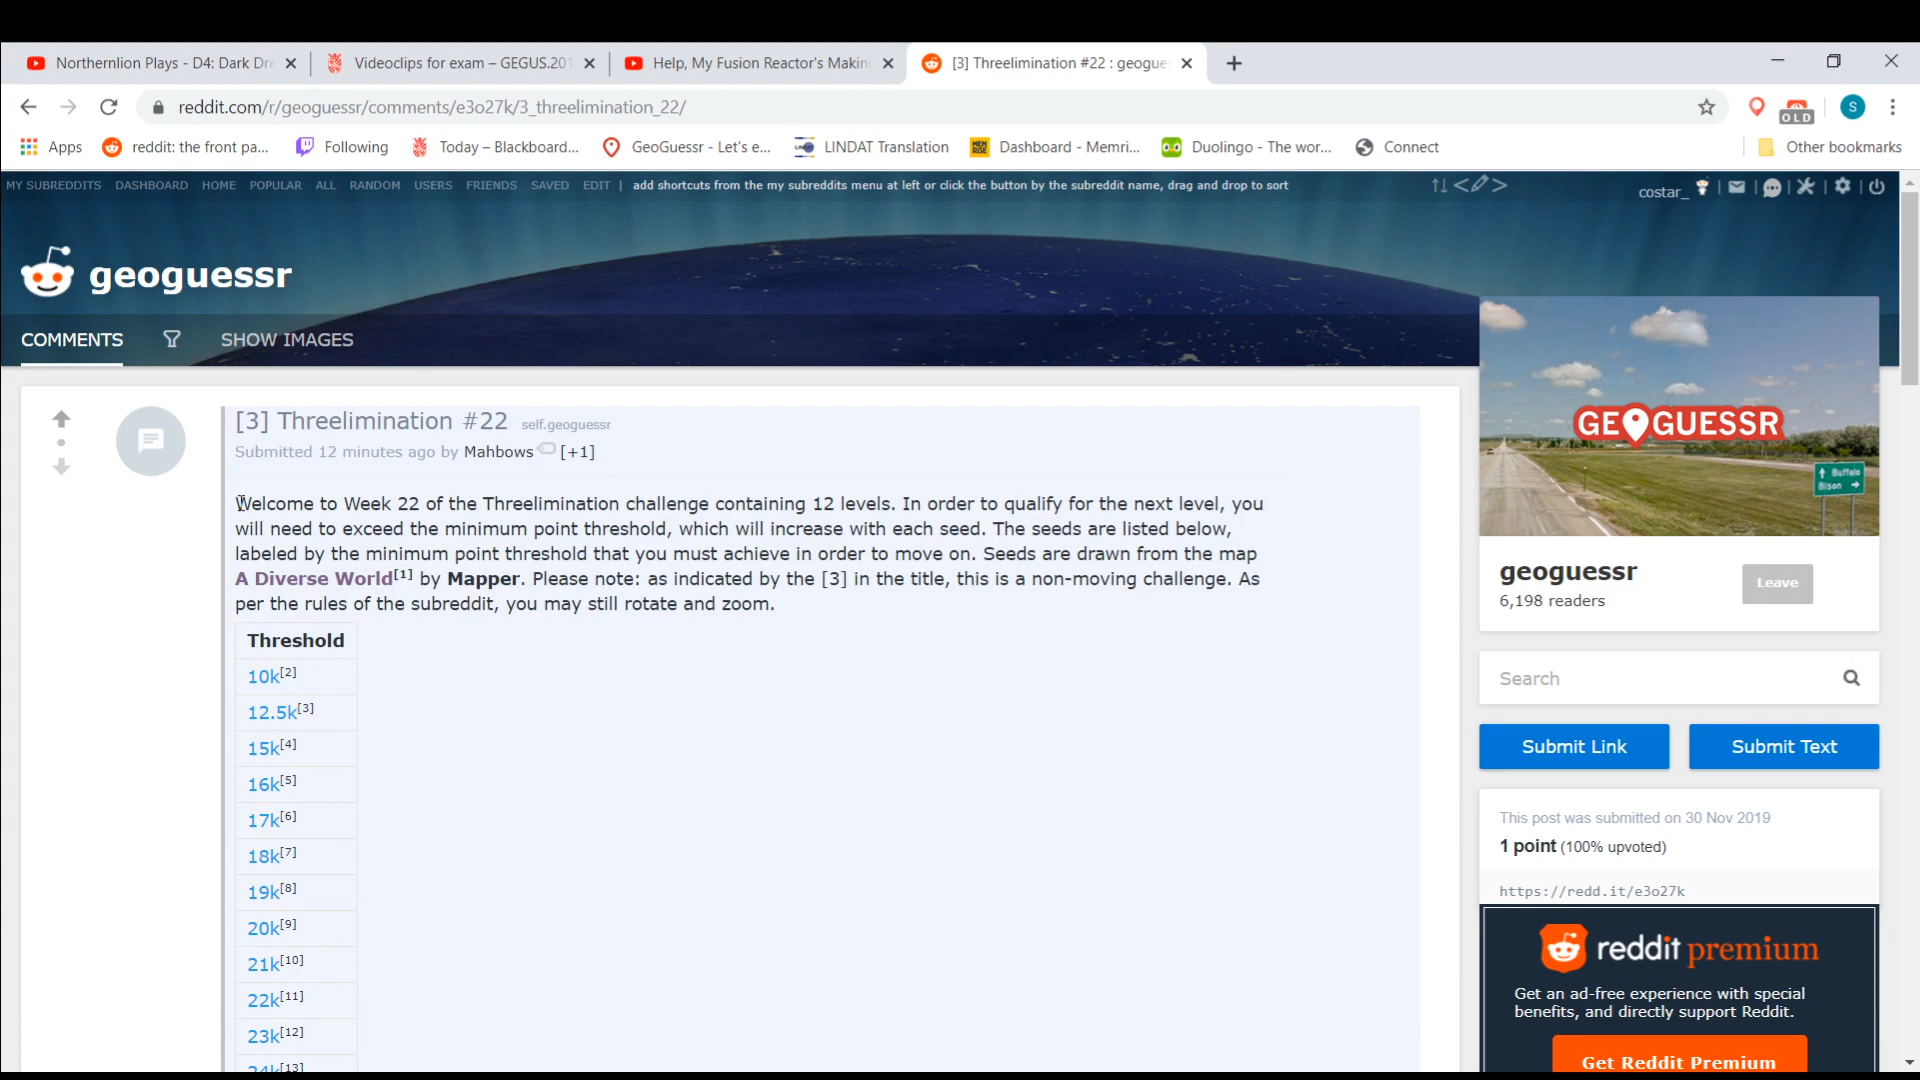 Northernlion Plays - D4: Dark Dre
Videoclips for exam – GEGUS.201
Help, My Fusion Reactor's Making
[3] Threelimination #22 : geogues
reddit.com/r/geoguessr/comments/e3o27k/3_threelimination_22/
OLD
S
Apps
reddit: the front pa...
Following
Today – Blackboard...
GeoGuessr - Let's e...
LINDAT Translation
Dashboard - Memri...
Duolingo - The wor...
Connect
Other bookmarks
MY SUBREDDITS DASHBOARD HOME POPULAR ALL RANDOM USERS FRIENDS SAVED EDIT | add shortcuts from the my subreddits menu at left or click the button by the subreddit name, drag and drop to sort
costar_
geoguessr
COMMENTS
SHOW IMAGES
[3] Threelimination #22 self.geoguessr
Submitted 12 minutes ago by Mahbows [+1]
Welcome to Week 22 of the Threelimination challenge containing 12 levels. In order to qualify for the next level, you
will need to exceed the minimum point threshold, which will increase with each seed. The seeds are listed below,
labeled by the minimum point threshold that you must achieve in order to move on. Seeds are drawn from the map
A Diverse World[1] by Mapper. Please note: as indicated by the [3] in the title, this is a non-moving challenge. As
per the rules of the subreddit, you may still rotate and zoom.
Threshold
10k[2]
12.5k[3]
15k[4]
16k[5]
17k[6]
18k[7]
19k[8]
20k[9]
21k[10]
22k[11]
23k[12]
24k[13]
GEOGUESSR
Buffalo
Bison
geoguessr
Leave
6,198 readers
Search
Submit Link
Submit Text
This post was submitted on 30 Nov 2019
1 point (100% upvoted)
https://redd.it/e3o27k
reddit premium
Get an ad-free experience with special
benefits, and directly support Reddit.
Get Reddit Premium